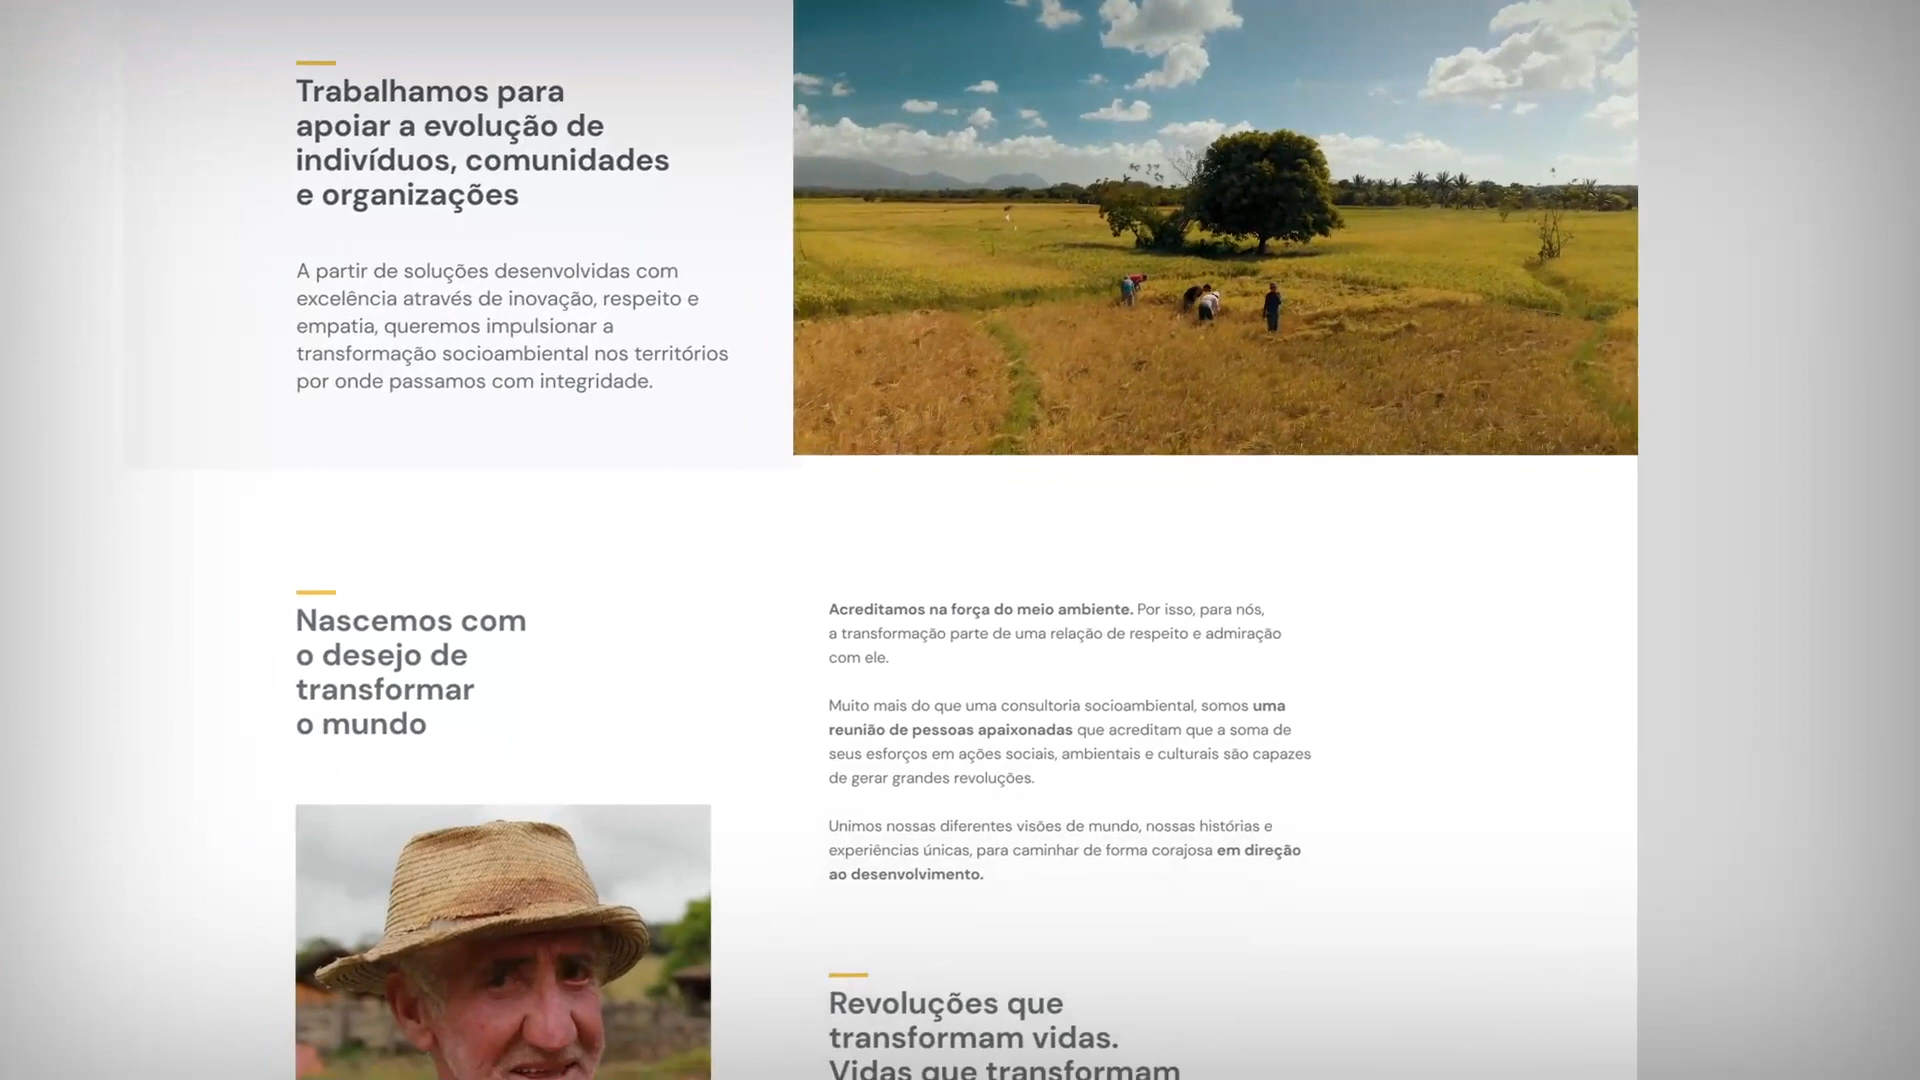 Trabalhamos para
apoiar a evolução de
indivíduos, comunidades
e organizações
A partir de soluções desenvolvidas com
excelência através de inovação, respeito e
empatia, queremos impulsionar a
transformação socioambiental nos territórios
por onde passamos com integridade.
Nascemos com
o desejo de
transformar
o mundo
Acreditamos na força do meio ambiente. Por isso, para nós,
a transformação parte de uma relação de respeito e admiração
com ele.
Muito mais do que uma consultoria socioambiental, somos uma
reunião de pessoas apaixonadas que acreditam que a soma de
seus esforços em ações sociais, ambientais e culturais são capazes
de gerar grandes revoluções.
Unimos nossas diferentes visões de mundo, nossas histórias e
experiências únicas, para caminhar de forma corajosa em direção
ao desenvolvimento.
Revoluções que
transformam vidas.
Vidas que transformam